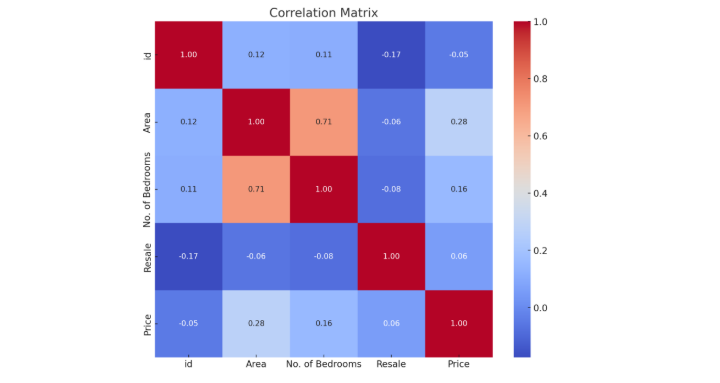 Correlation Matrix
id 1.00 0.12 0.11 -0.17 -0.05
Area 0.12 1.00 0.71 -0.06 0.28
No. of Bedrooms 0.11 0.71 1.00 -0.08 0.16
Resale -0.17 -0.06 -0.08 1.00 0.06
Price -0.05 0.28 0.16 0.06 1.00
id Area No. of Bedrooms Resale Price
1.0
0.8
0.6
0.4
0.2
0.0